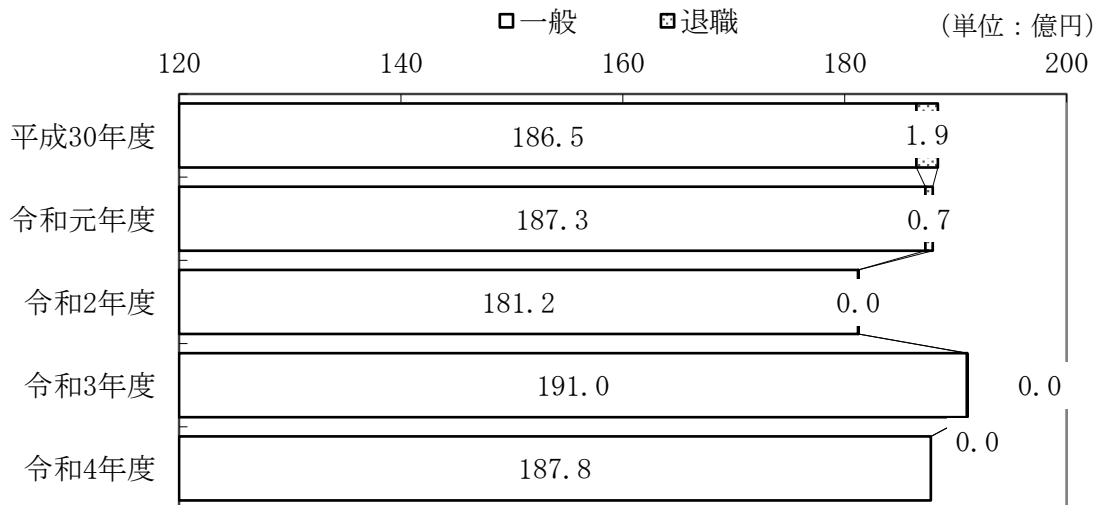 一般 退職 (単位：億円)
120 140 160 180 200
平成30年度 186.5 1.9
令和元年度 187.3 0.7
令和2年度 181.2 0.0
令和3年度 191.0 0.0
令和4年度 187.8 0.0